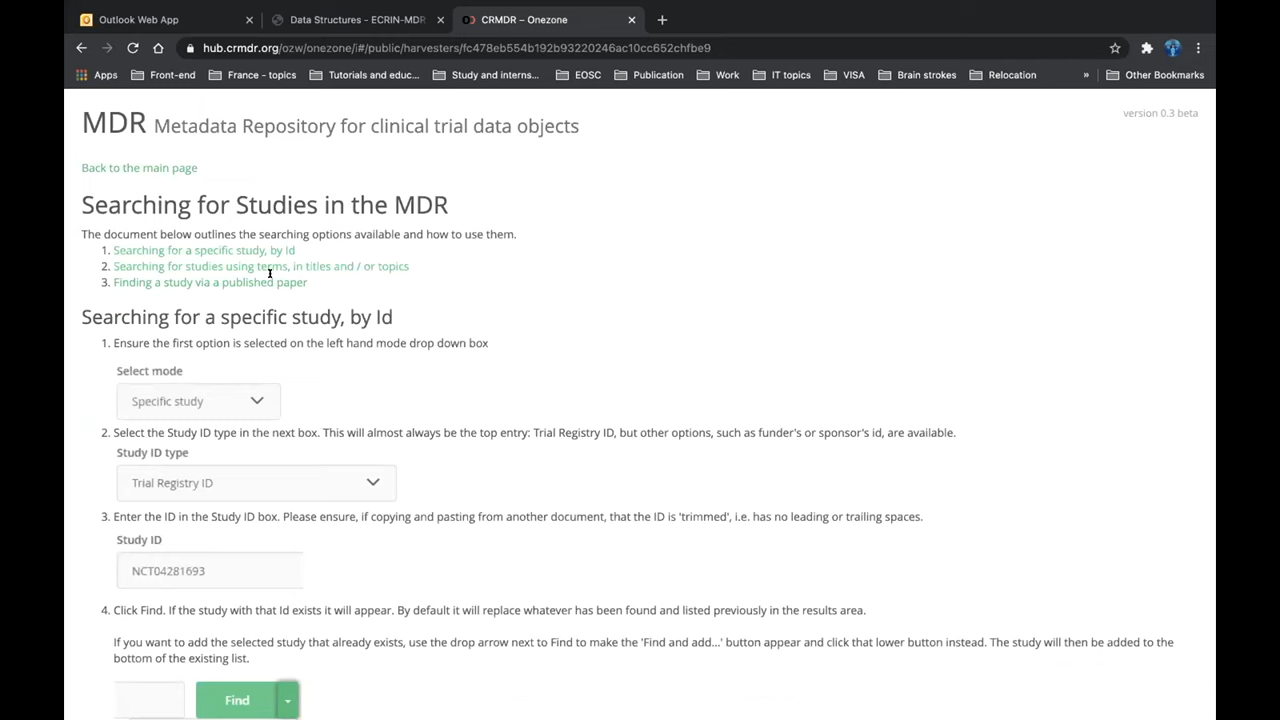 Outlook Web App
Data Structures - ECRIN-MDR
CRMDR – Onezone
hub.crmdr.org/ozw/onezone/i#/public/harvesters/fc478eb554b192b93220246ac10cc652chfbe9
Apps Front-end France - topics Tutorials and educ... Study and interns... EOSC Publication Work IT topics VISA Brain strokes Relocation » Other Bookmarks
MDR Metadata Repository for clinical trial data objects
version 0.3 beta
Back to the main page
Searching for Studies in the MDR
The document below outlines the searching options available and how to use them.
1. Searching for a specific study, by Id
2. Searching for studies using terms, in titles and / or topics
3. Finding a study via a published paper
Searching for a specific study, by Id
1. Ensure the first option is selected on the left hand mode drop down box
Select mode
Specific study
2. Select the Study ID type in the next box. This will almost always be the top entry: Trial Registry ID, but other options, such as funder's or sponsor's id, are available.
Study ID type
Trial Registry ID
3. Enter the ID in the Study ID box. Please ensure, if copying and pasting from another document, that the ID is 'trimmed', i.e. has no leading or trailing spaces.
Study ID
NCT04281693
4. Click Find. If the study with that Id exists it will appear. By default it will replace whatever has been found and listed previously in the results area.
If you want to add the selected study that already exists, use the drop arrow next to Find to make the 'Find and add...' button appear and click that lower button instead. The study will then be added to the
bottom of the existing list.
Find